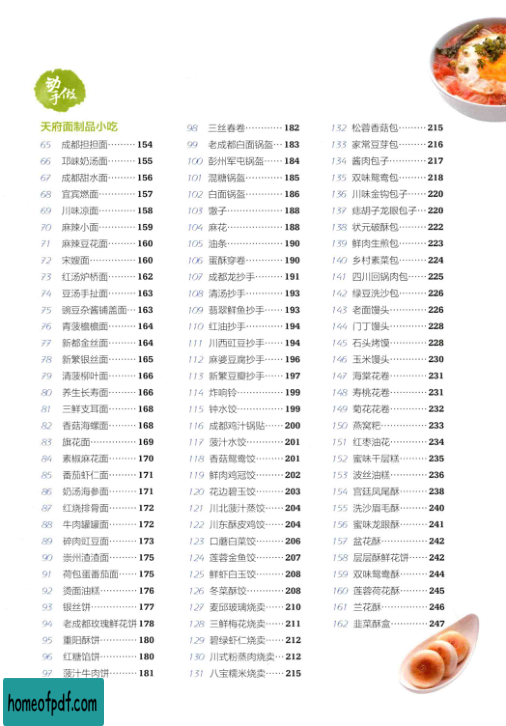 动手做
天府面制品小吃
65 成都担担面………154
66 邛崃奶汤面………155
67 成都甜水面………156
68 宜宾燃面…………157
69 川味凉面…………158
70 麻辣小面…………159
71 麻辣豆花面………160
72 宋嫂面……………160
73 红汤炉桥面………162
74 豆汤手扯面………163
75 豌豆杂酱铺盖面…163
76 青菠檐檐面………164
77 新都金丝面………164
78 新繁银丝面………165
79 清菠柳叶面………166
80 养生长寿面………166
81 三鲜支耳面………168
82 香菇海螺面………168
83 旗花面……………169
84 素椒麻花面………170
85 番茄虾仁面………171
86 奶汤海参面………171
87 红烧排骨面………172
88 牛肉罐罐面………172
89 碎肉豇豆面………173
90 崇州渣渣面………175
91 荷包蛋番茄面……175
92 烫面油糕…………176
93 银丝饼……………177
94 老成都玫瑰鲜花饼 178
95 重阳酥饼…………180
96 红糖馅饼…………180
97 菠汁牛肉饼………181
98 三丝春卷…………182
99 老成都白面锅盔…183
100 彭州军屯锅盔……184
101 混糖锅盔…………185
102 白面锅盔…………186
103 馓子………………188
104 麻花………………188
105 油条………………190
106 蛋酥穿卷…………190
107 成都龙抄手………191
108 清汤抄手…………193
109 翡翠鲜鱼抄手……193
110 红油抄手…………194
111 川西豇豆抄手……194
112 麻婆豆腐抄手……196
113 新繁豆瓣抄手……197
114 炸响铃……………199
115 钟水饺……………199
116 成都鸡汁锅贴……200
117 菠汁水饺…………201
118 香菇鸳鸯饺………201
119 鲜肉鸡冠饺………202
120 花边碧玉饺………203
121 川北菠汁蒸饺……204
122 川东酥皮鸡饺……204
123 口磨白菜饺………206
124 莲蓉金鱼饺………207
125 鲜虾白玉饺………208
126 冬菜酥饺…………208
127 麦邱玻璃烧卖……210
128 三鲜梅花烧卖……211
129 碧绿虾仁烧卖……212
130 川式粉蒸肉烧卖…212
131 八宝糯米烧卖……215
132 松蓉香菇包………215
133 家常豆芽包………216
134 酱肉包子…………217
135 双味鸳鸯包………218
136 川味金钩包子……220
137 痣胡子龙眼包子…220
138 状元破酥包………222
139 鲜肉生煎包………223
140 乡村素菜包………224
141 四川回锅肉包……225
142 绿豆洗沙包………226
143 老面馒头…………226
144 门丁馒头…………228
145 石头烤馍…………228
146 玉米馒头…………230
147 海棠花卷…………231
148 寿桃花卷…………231
149 菊花花卷…………232
150 燕窝粑……………233
151 红枣油花…………234
152 蜜味千层糕………235
153 波丝油糕…………236
154 宫廷凤尾酥………238
155 洗沙眉毛酥………240
156 蜜味龙眼酥………241
157 盆花酥……………242
158 层层酥鲜花饼……242
159 双味鸳鸯酥………244
160 莲蓉荷花酥………245
161 兰花酥……………246
162 韭菜酥盒…………247
homeofpdf.com